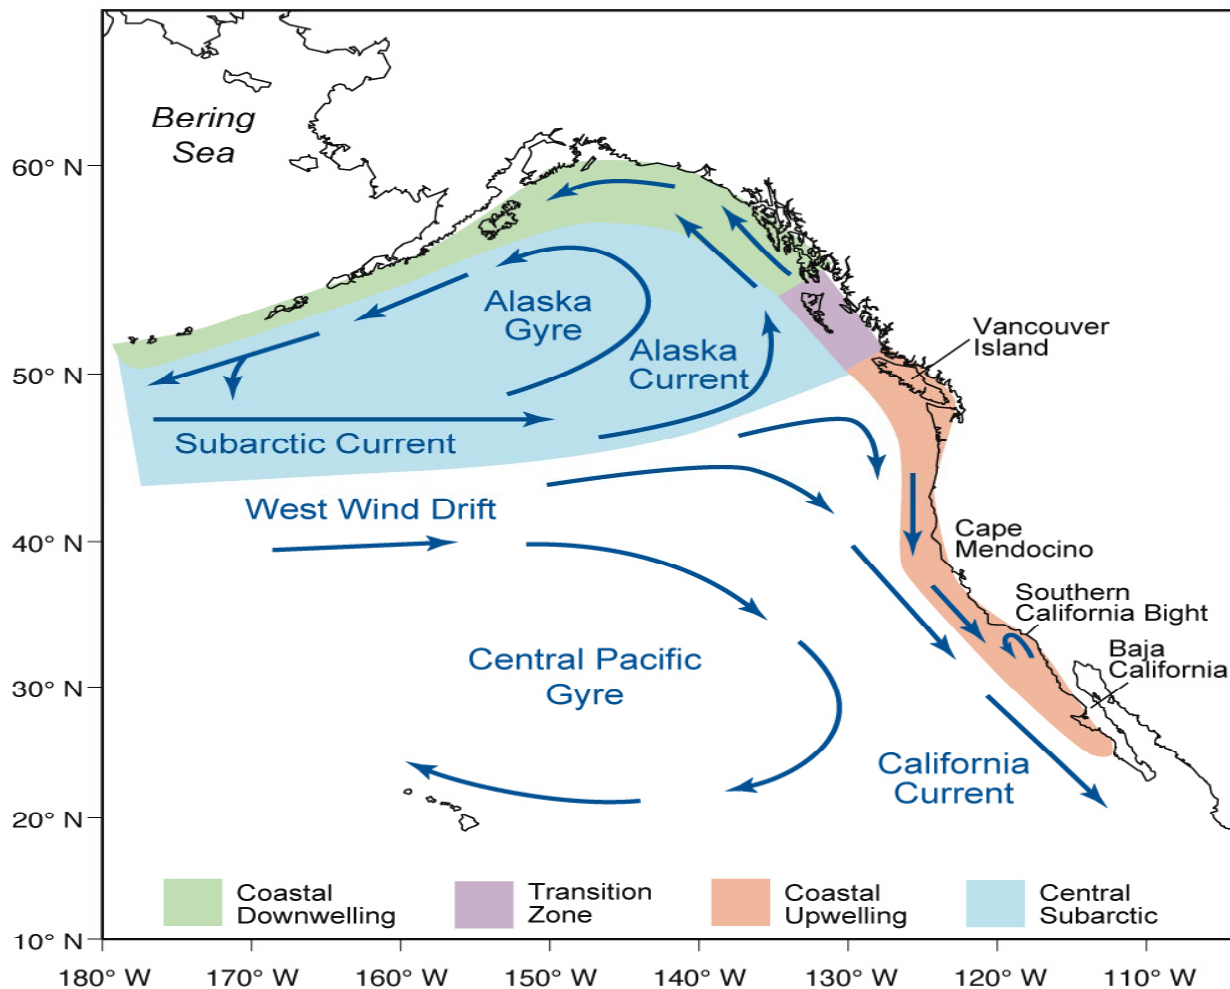 Bering
Sea
60° N
50° N
40° N
30° N
20° N
10° N
Alaska
Gyre
Alaska
Current
Subarctic Current
West Wind Drift
Central Pacific
Gyre
California
Current
Vancouver
Island
Cape
Mendocino
Southern
California Bight
Baja
California
Coastal
Downwelling
Transition
Zone
Coastal
Upwelling
Central
Subarctic
180° W
170° W
160° W
150° W
140° W
130° W
120° W
110° W